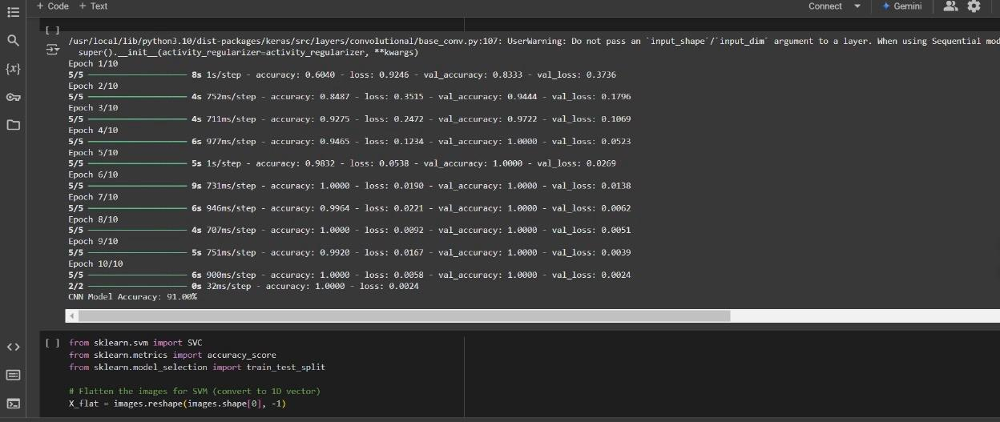 + Code + Text
Connect
Gemini
[ ]
/usr/local/lib/python3.10/dist-packages/keras/src/layers/convolutional/base_conv.py:107: UserWarning: Do not pass an `input_shape`/`input_dim` argument to a layer. When using Sequential mod
super().__init__(activity_regularizer=activity_regularizer, **kwargs)
Epoch 1/10
5/5 8s 1s/step - accuracy: 0.6040 - loss: 0.9246 - val_accuracy: 0.8333 - val_loss: 0.3736
Epoch 2/10
5/5 4s 752ms/step - accuracy: 0.8487 - loss: 0.3515 - val_accuracy: 0.9444 - val_loss: 0.1796
Epoch 3/10
5/5 4s 711ms/step - accuracy: 0.9275 - loss: 0.2472 - val_accuracy: 0.9722 - val_loss: 0.1069
Epoch 4/10
5/5 6s 977ms/step - accuracy: 0.9465 - loss: 0.1234 - val_accuracy: 1.0000 - val_loss: 0.0523
Epoch 5/10
5/5 5s 1s/step - accuracy: 0.9832 - loss: 0.0538 - val_accuracy: 1.0000 - val_loss: 0.0269
Epoch 6/10
5/5 9s 731ms/step - accuracy: 1.0000 - loss: 0.0190 - val_accuracy: 1.0000 - val_loss: 0.0138
Epoch 7/10
5/5 6s 946ms/step - accuracy: 0.9964 - loss: 0.0221 - val_accuracy: 1.0000 - val_loss: 0.0062
Epoch 8/10
5/5 4s 707ms/step - accuracy: 1.0000 - loss: 0.0092 - val_accuracy: 1.0000 - val_loss: 0.0051
Epoch 9/10
5/5 5s 751ms/step - accuracy: 0.9920 - loss: 0.0167 - val_accuracy: 1.0000 - val_loss: 0.0039
Epoch 10/10
5/5 6s 900ms/step - accuracy: 1.0000 - loss: 0.0058 - val_accuracy: 1.0000 - val_loss: 0.0024
2/2 0s 32ms/step - accuracy: 1.0000 - loss: 0.0024
CNN Model Accuracy: 91.00%
{x}
[ ] from sklearn.svm import SVC
from sklearn.metrics import accuracy_score
from sklearn.model_selection import train_test_split
# Flatten the images for SVM (convert to 1D vector)
X_flat = images.reshape(images.shape[0], -1)